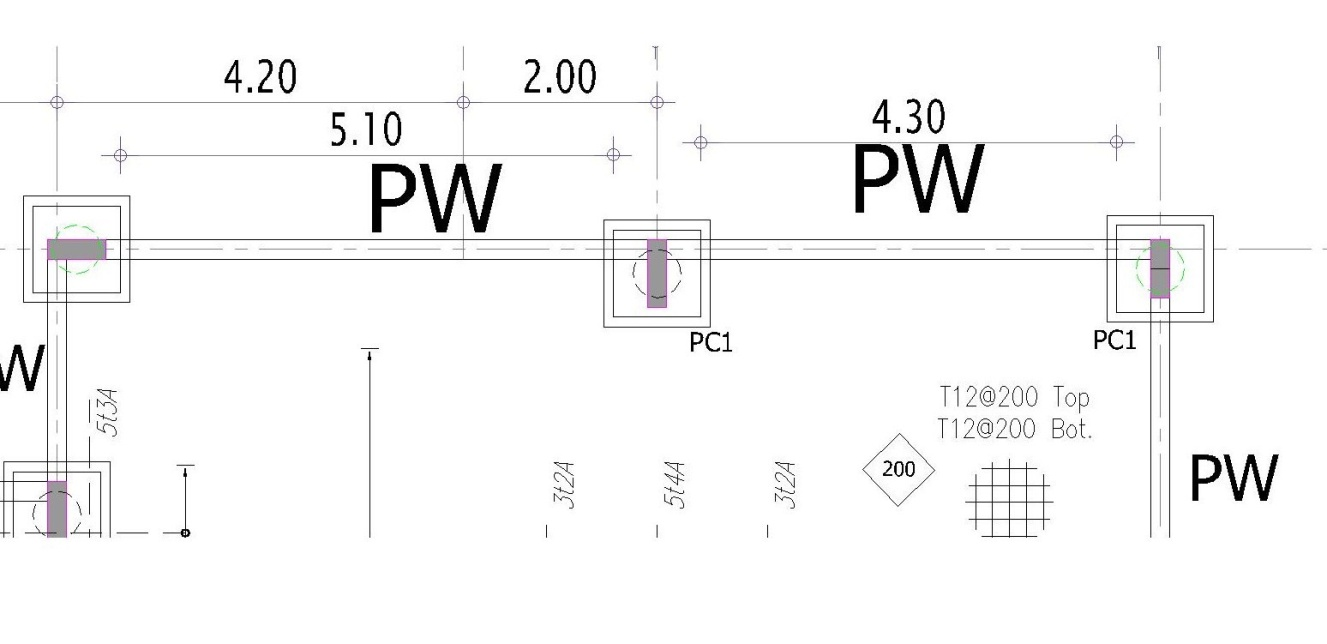 4.20
2.00
5.10
4.30
PW
PW
PC1
PC1
W
5t3A
T12@200 Top
T12@200 Bot.
200
3t2A
5t4A
3t2A
PW